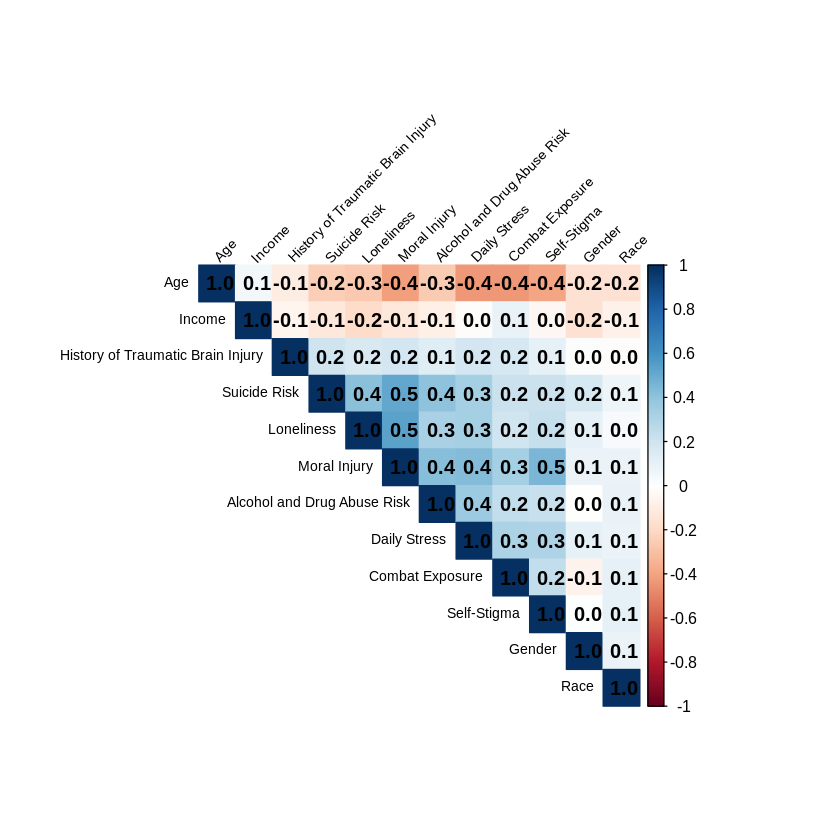 Age
Income
History of Traumatic Brain Injury
Suicide Risk
Loneliness
Moral Injury
Alcohol and Drug Abuse Risk
Daily Stress
Combat Exposure
Self-Stigma
Gender
Race
Age 1.0 0.1 -0.1 -0.2 -0.3 -0.4 -0.3 -0.4 -0.4 -0.4 -0.2 -0.2
Income 1.0 -0.1 -0.1 -0.2 -0.1 -0.1 0.0 0.1 0.0 -0.2 -0.1
History of Traumatic Brain Injury 1.0 0.2 0.2 0.2 0.1 0.2 0.2 0.1 0.0 0.0
Suicide Risk 1.0 0.4 0.5 0.4 0.3 0.2 0.2 0.2 0.1
Loneliness 1.0 0.5 0.3 0.3 0.2 0.2 0.1 0.0
Moral Injury 1.0 0.4 0.4 0.3 0.5 0.1 0.1
Alcohol and Drug Abuse Risk 1.0 0.4 0.2 0.2 0.0 0.1
Daily Stress 1.0 0.3 0.3 0.1 0.1
Combat Exposure 1.0 0.2 -0.1 0.1
Self-Stigma 1.0 0.0 0.1
Gender 1.0 0.1
Race 1.0
1
0.8
0.6
0.4
0.2
0
-0.2
-0.4
-0.6
-0.8
-1